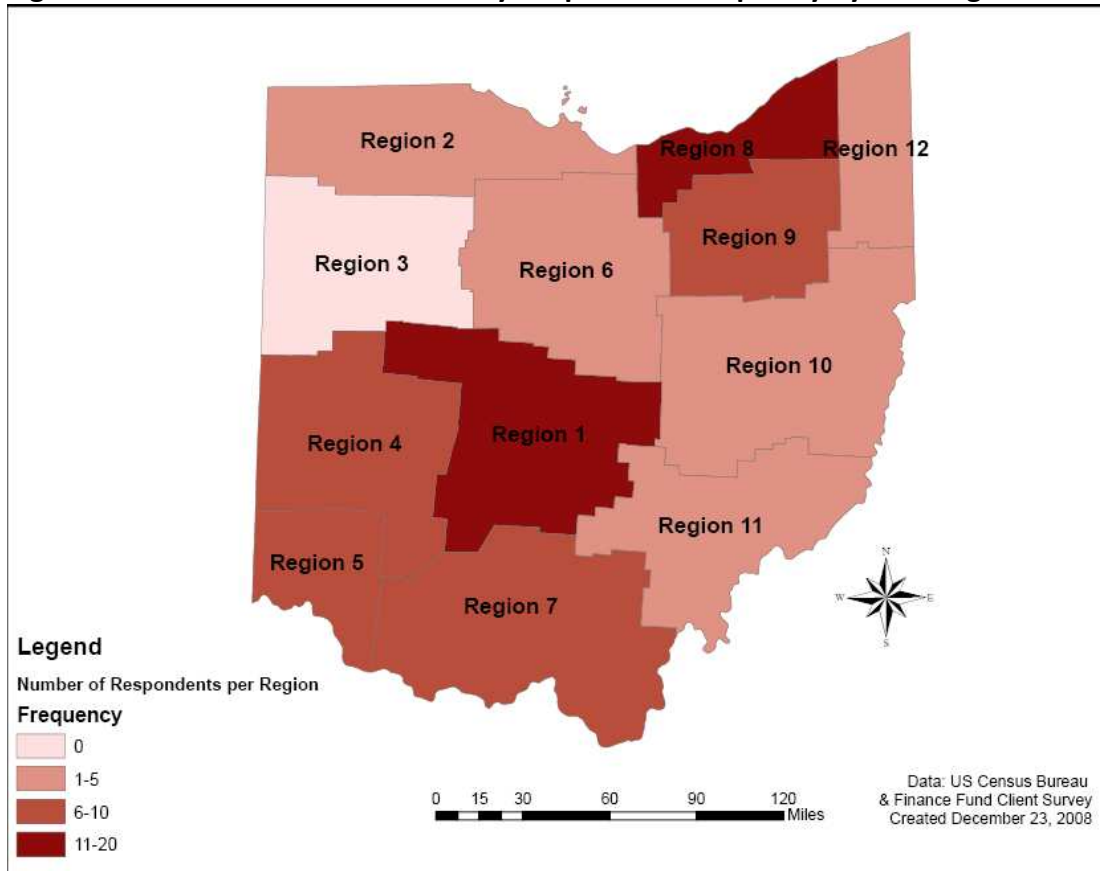 Region 2
Region 8
Region 12
Region 9
Region 3
Region 6
Region 10
Region 1
Region 4
Region 11
Region 5
Region 7
N
W
E
S
Legend
Number of Respondents per Region
Frequency
0
1-5
6-10
11-20
0 15 30 60 90 120
Miles
Data: US Census Bureau
& Finance Fund Client Survey
Created December 23, 2008